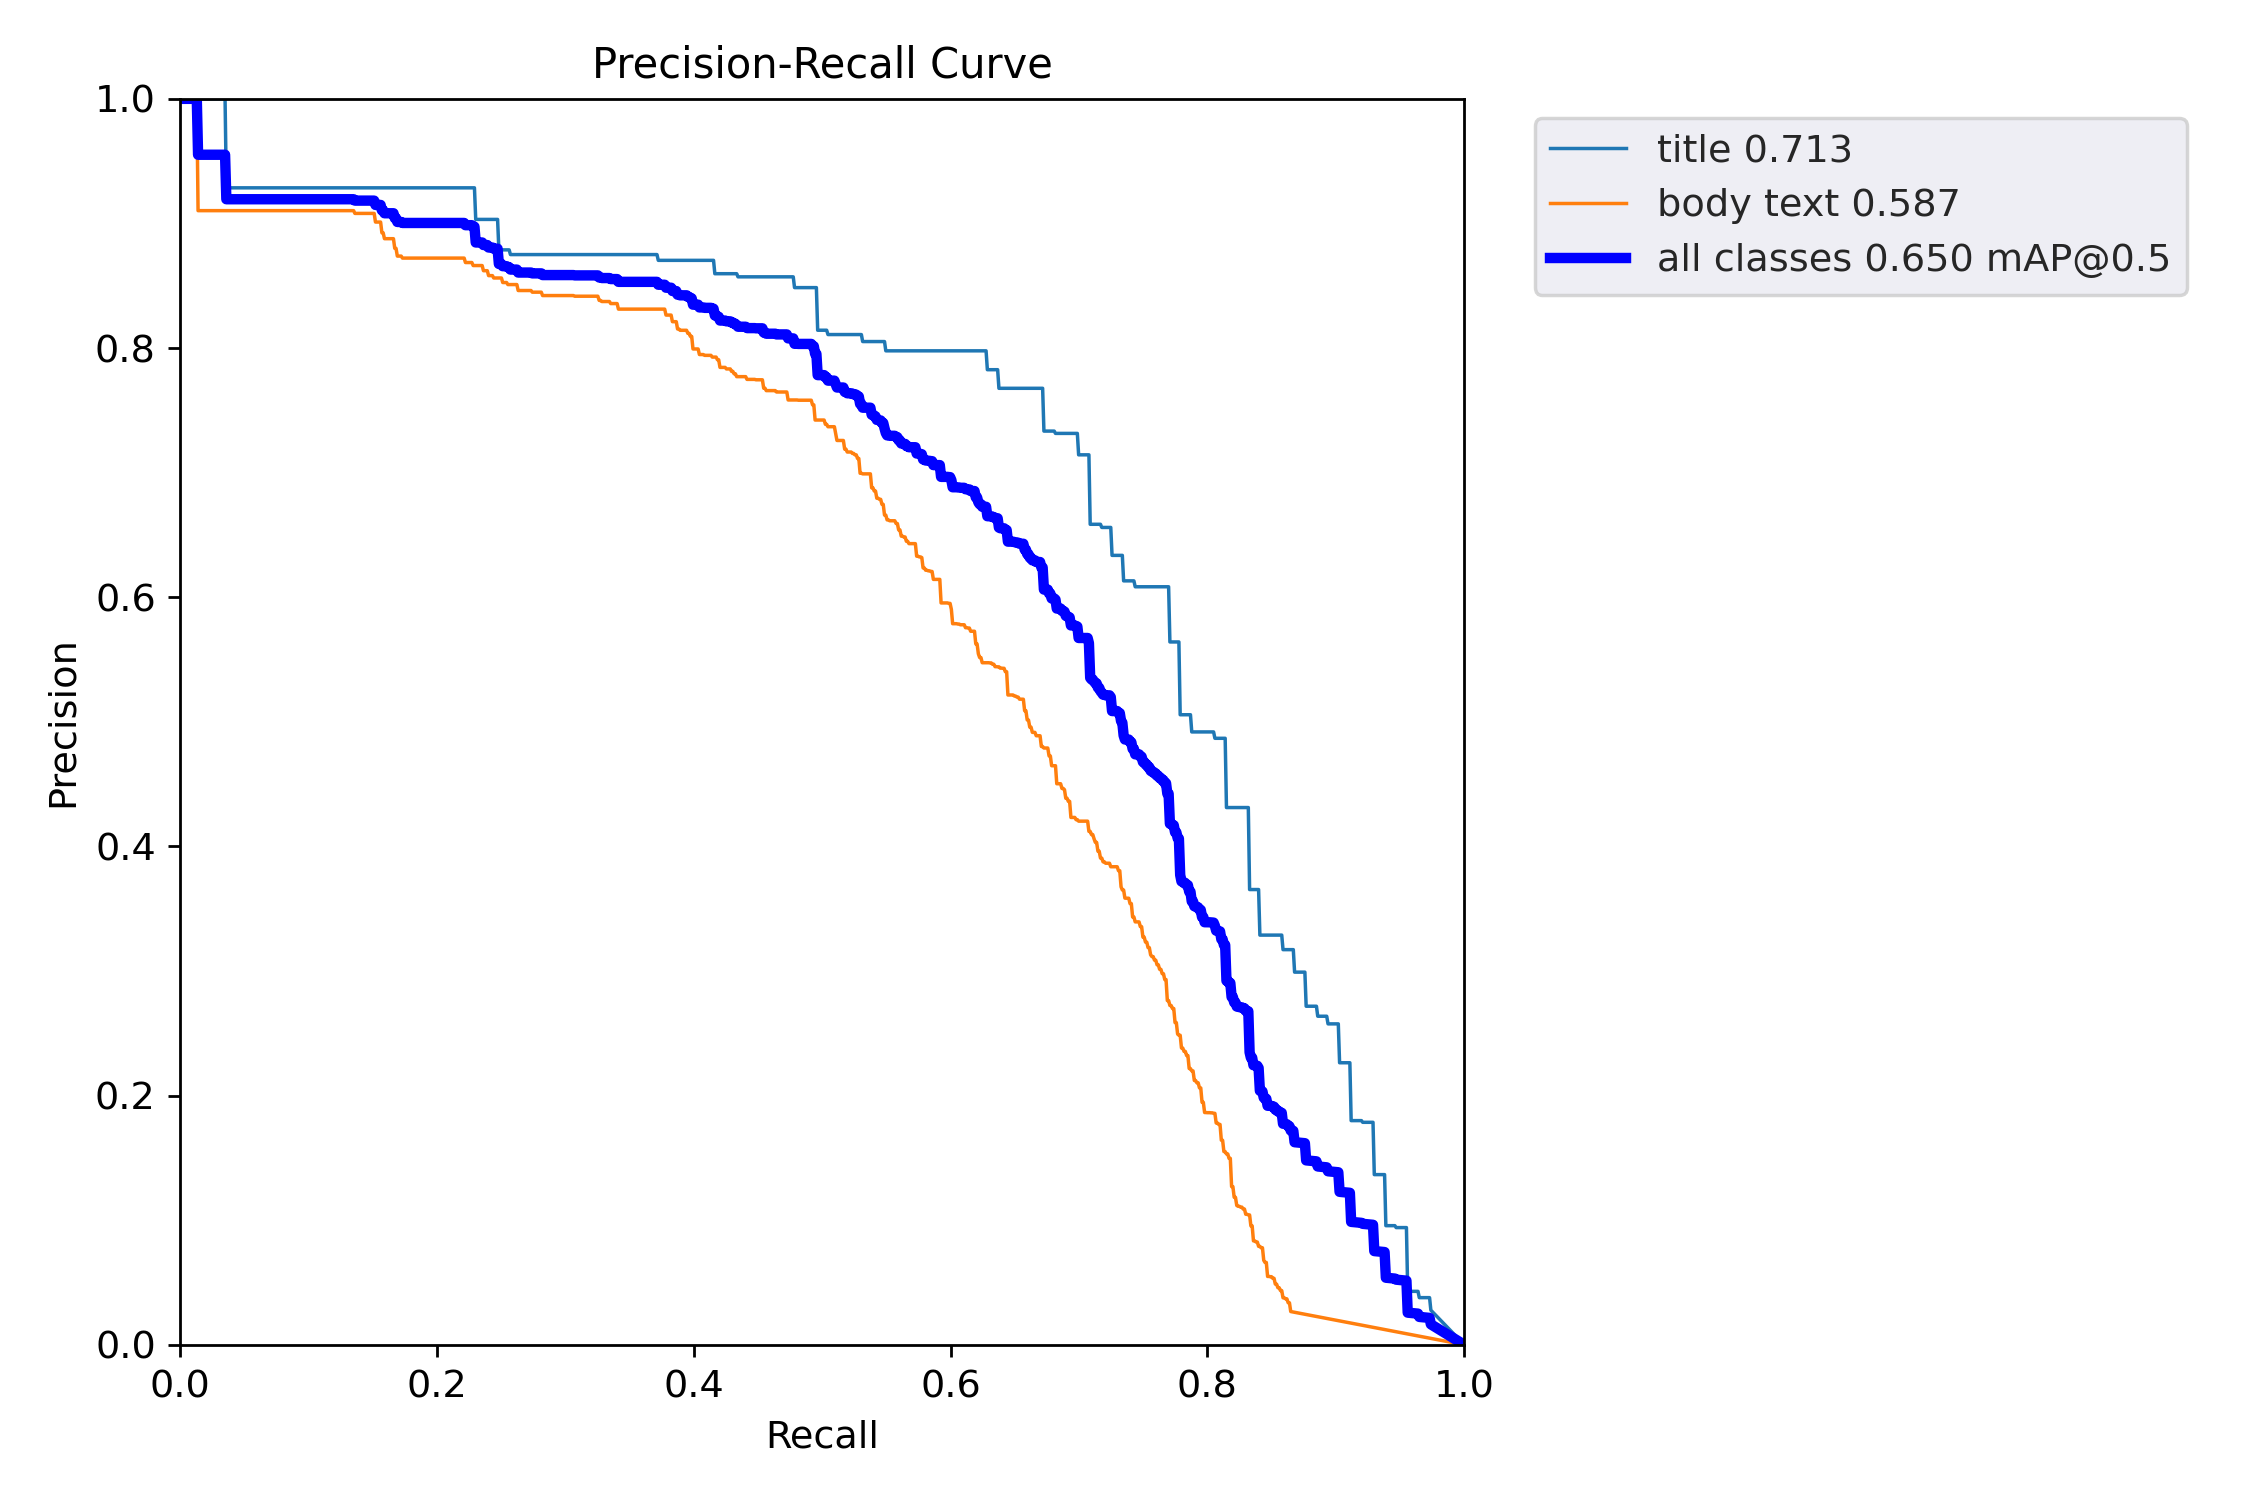 Precision-Recall Curve
1.0
0.8
0.6
0.4
0.2
0.0
Precision
0.0 0.2 0.4 0.6 0.8 1.0
Recall
title 0.713
body text 0.587
all classes 0.650 mAP@0.5